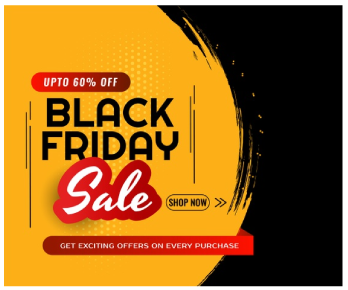 UPTO 60% OFF
BLACK
FRIDAY
Sale
SHOP NOW
GET EXCITING OFFERS ON EVERY PURCHASE